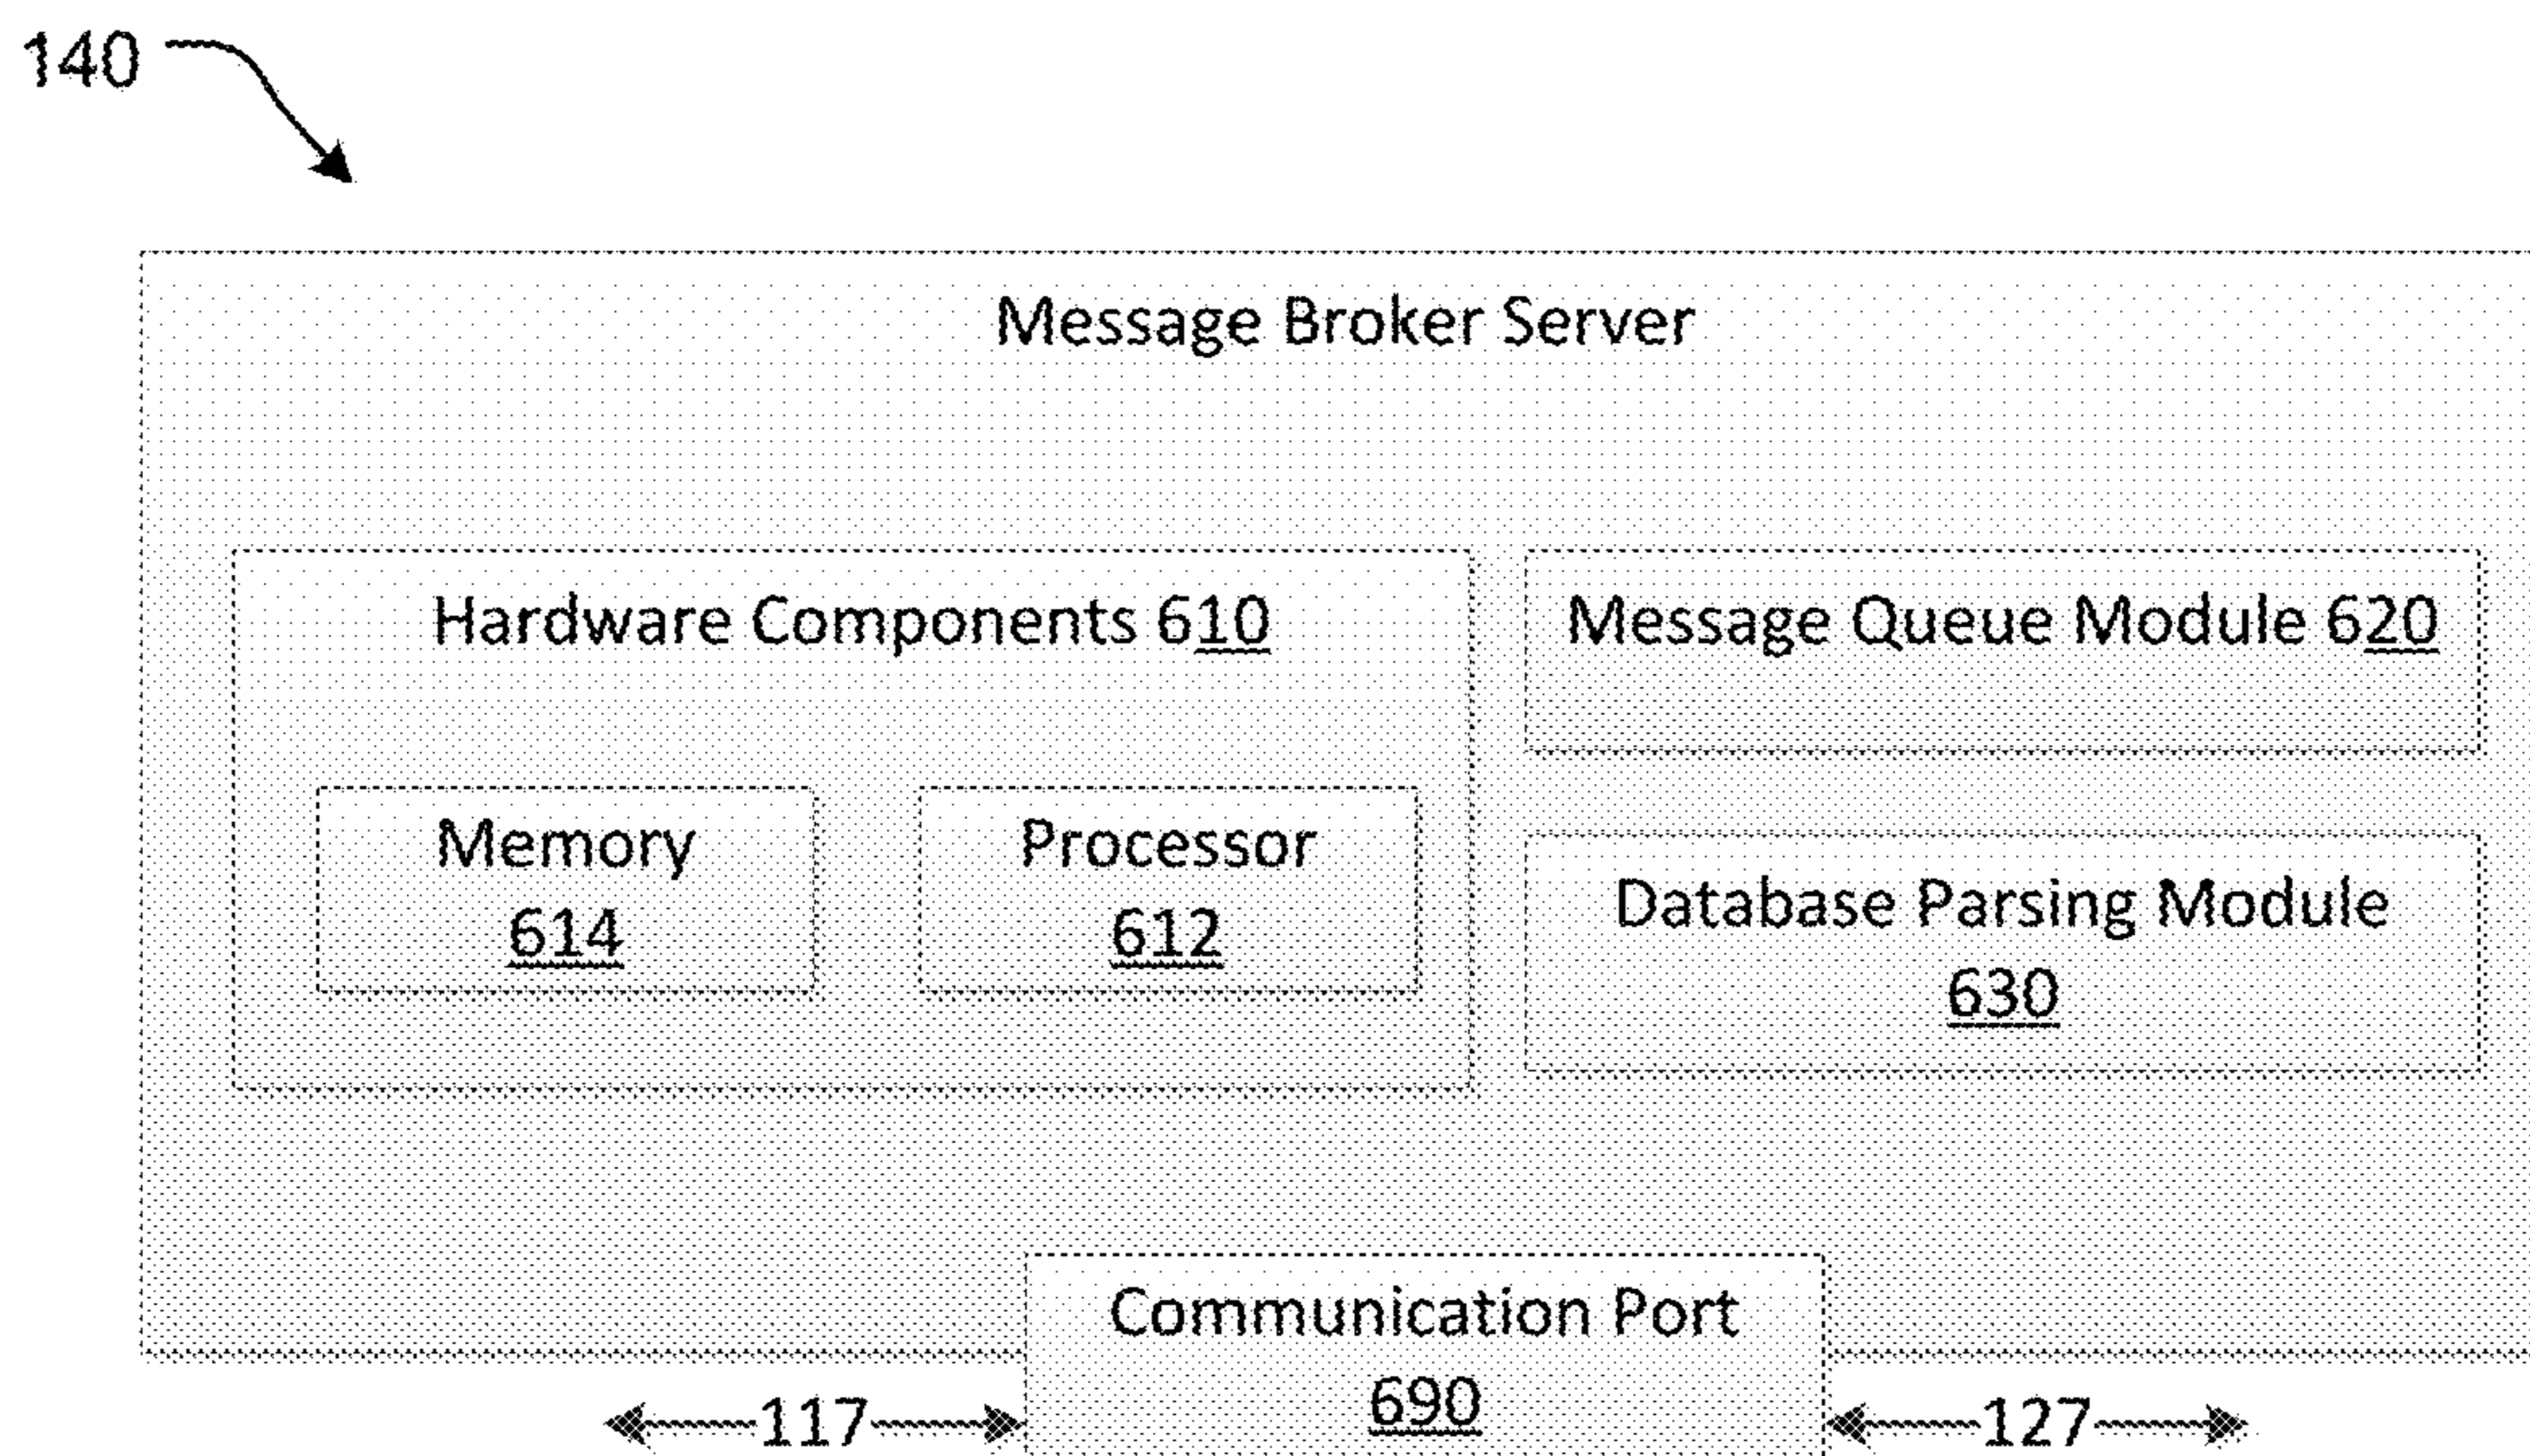 140
Message Broker Server
Hardware Components 610
Message Queue Module 620
Memory
614
Processor
612
Database Parsing Module
630
Communication Port
690
117
127